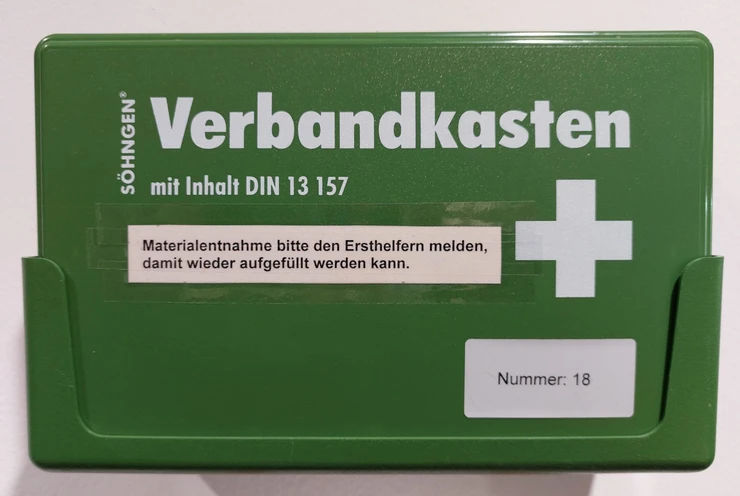 SÖHNGEN®
Verbandkasten
mit Inhalt DIN 13 157
Materialentnahme bitte den Ersthelfern melden,
damit wieder aufgefüllt werden kann.
Nummer: 18